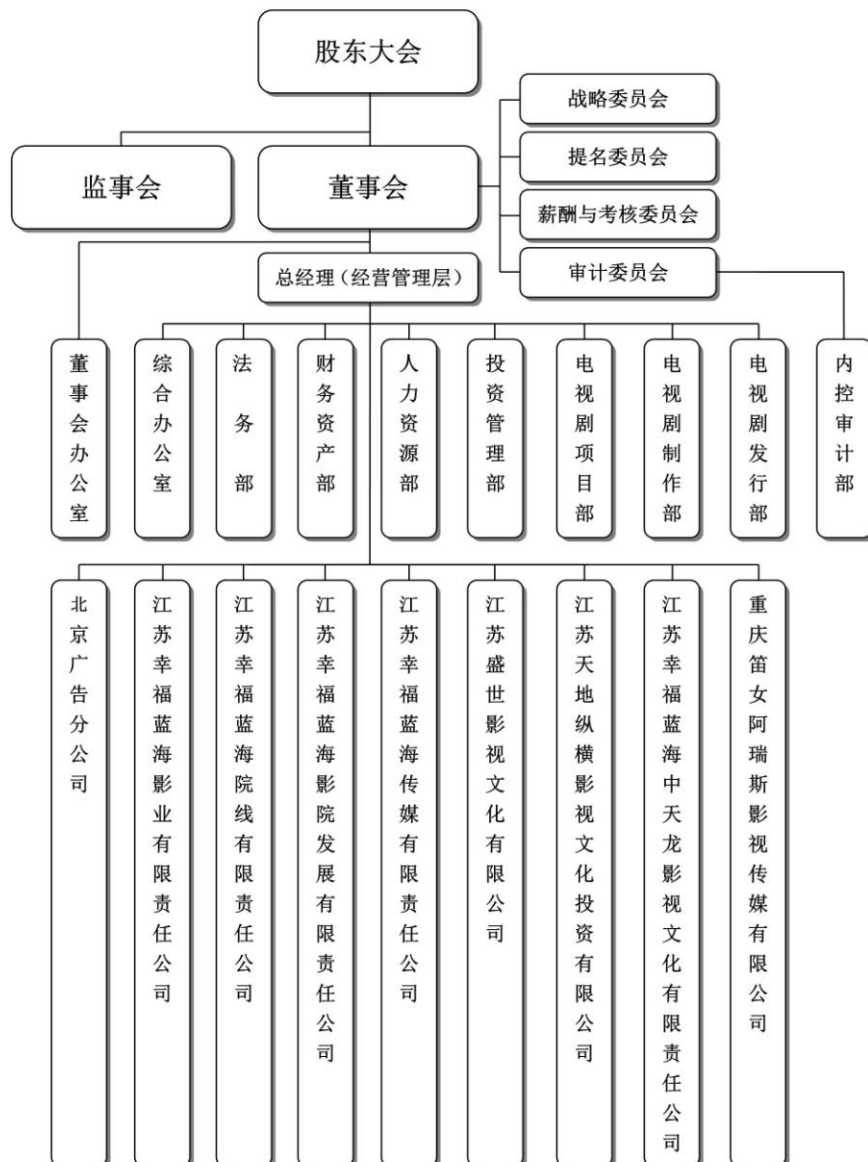 股东大会
战略委员会
提名委员会
监事会
董事会
薪酬与考核委员会
审计委员会
总经理（经营管理层）
董事会办公室
综合办公室
法务部
财务资产部
人力资源部
投资管理部
电视剧项目部
电视剧制作部
电视剧发行部
内控审计部
北京广告分公司
江苏幸福蓝海影业有限责任公司
江苏幸福蓝海院线有限责任公司
江苏幸福蓝海影院发展有限责任公司
江苏幸福蓝海传媒有限责任公司
江苏盛世影视文化有限公司
江苏天地纵横影视文化投资有限公司
江苏幸福蓝海中天龙影视文化有限责任公司
重庆笛女阿瑞斯影视传媒有限公司